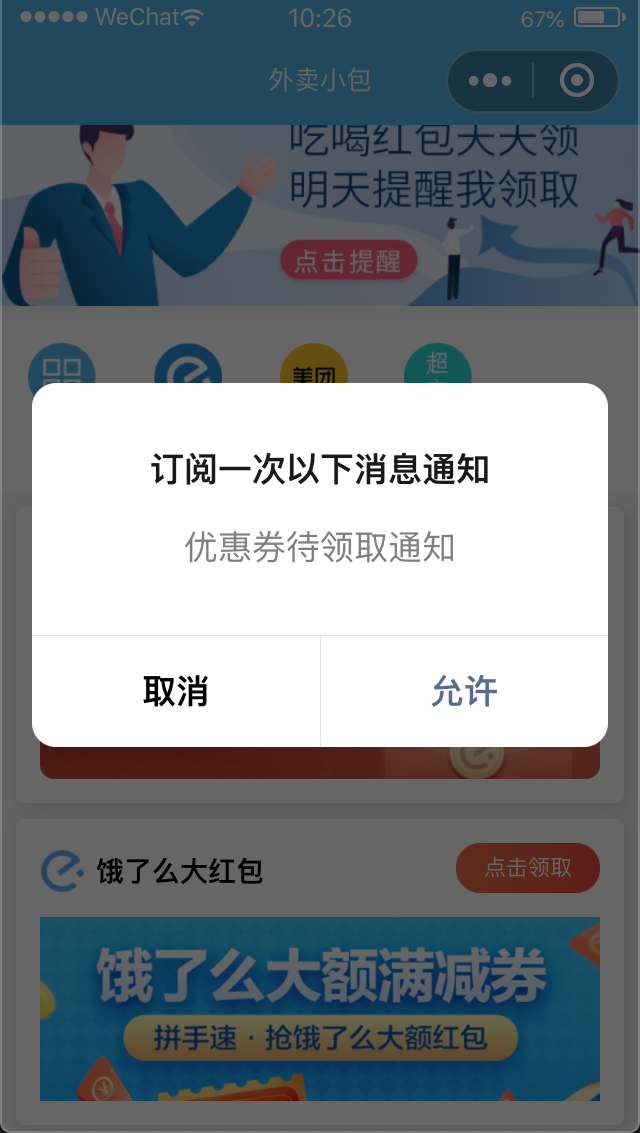 WeChat 10:26 67%
外卖小包
吃喝红包天天领
明天提醒我领取
点击提醒
美团
超
订阅一次以下消息通知
优惠券待领取通知
取消
允许
饿了么大红包
点击领取
饿了么大额满减券
拼手速·抢饿了么大额红包